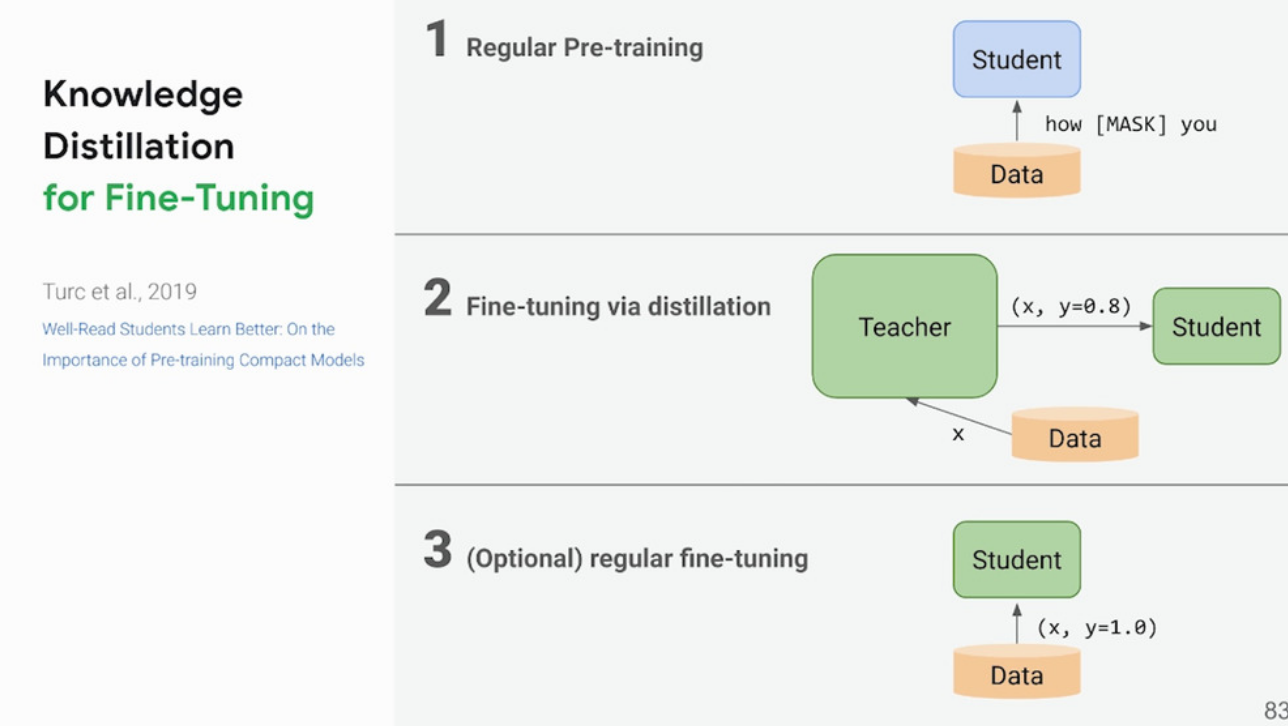 Knowledge
Distillation
for Fine-Tuning
Turc et al., 2019
Well-Read Students Learn Better: On the
Importance of Pre-training Compact Models
1 Regular Pre-training
Student
how [MASK] you
Data
2 Fine-tuning via distillation
Teacher
(x, y=0.8)
Student
x
Data
3 (Optional) regular fine-tuning
Student
(x, y=1.0)
Data
83